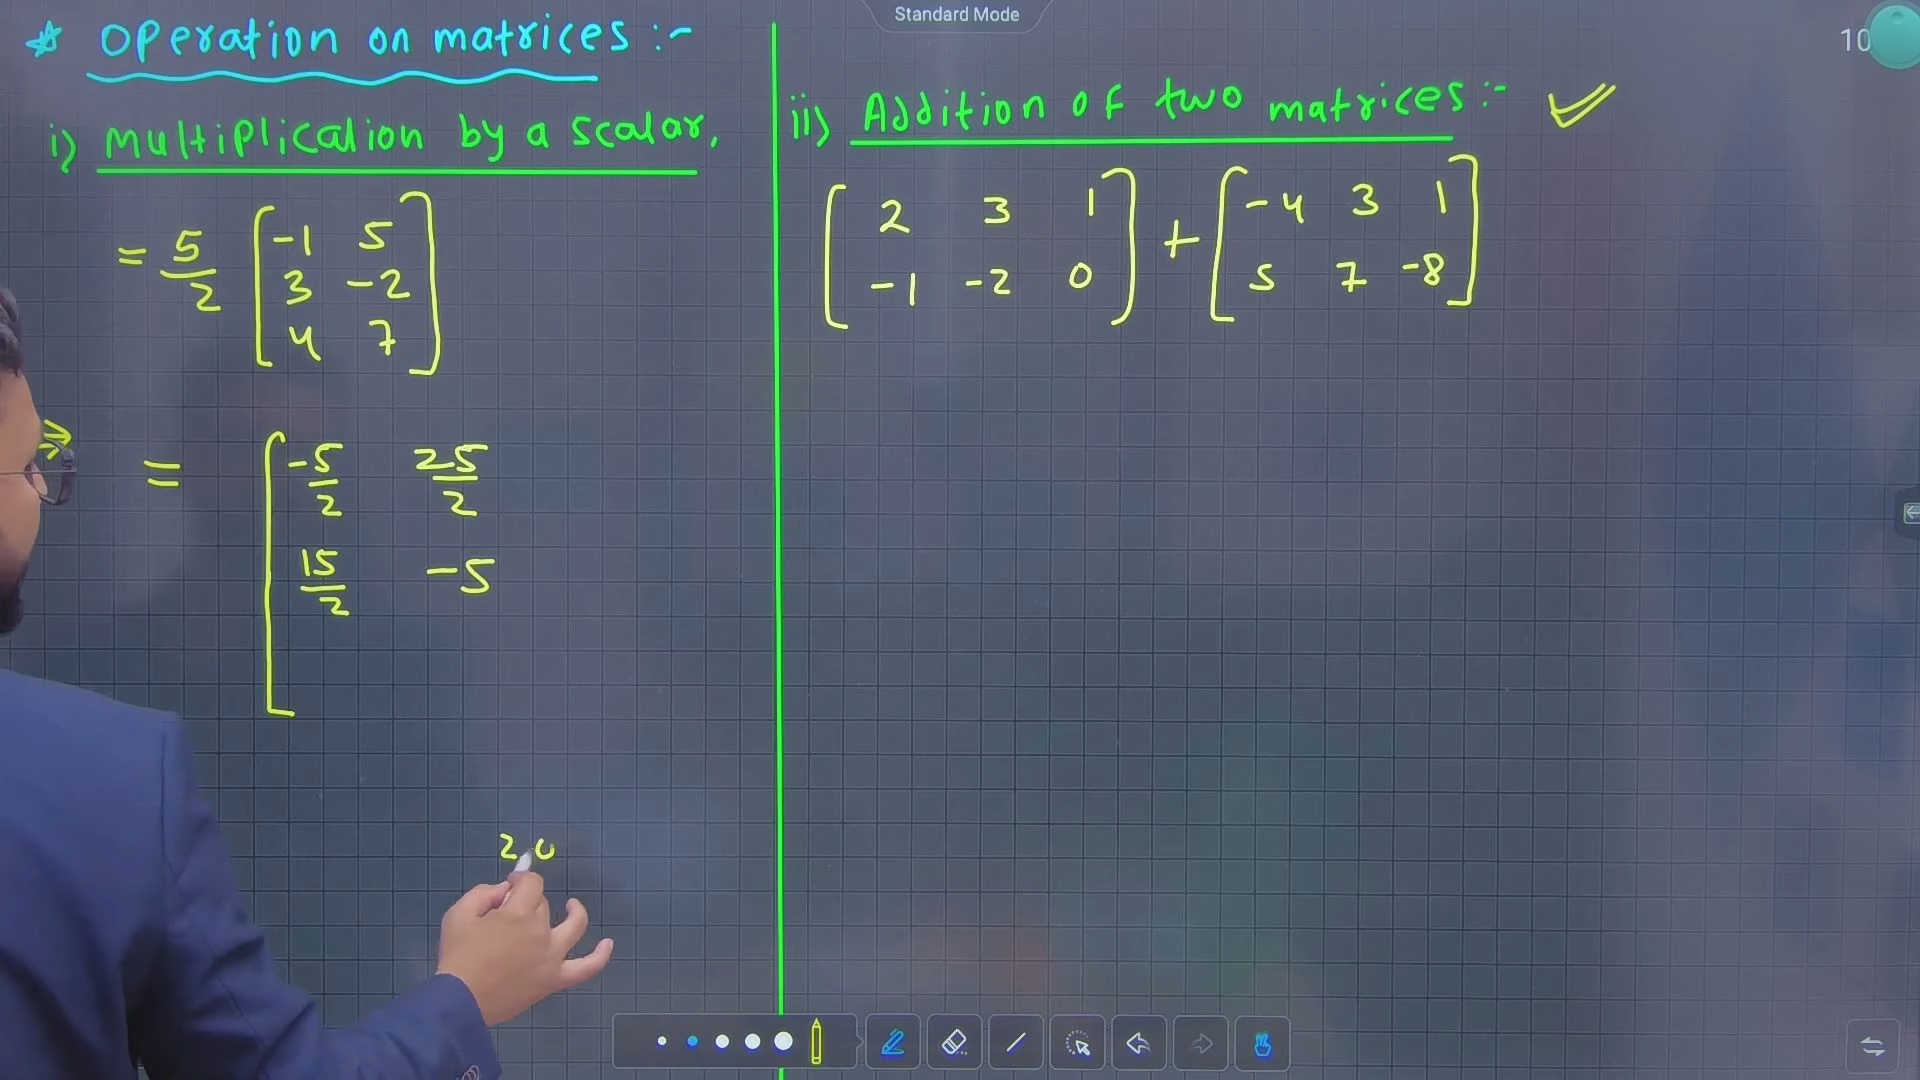 Standard Mode
10
☆ Operation on matrices :-
i) Multiplication by a scalar,
= 5/2 [-1 5
3 -2
4 7]
⇒ = [-5/2 25/2
15/2 -5
20
ii) Addition of two matrices :- ✓
[2 3 1
-1 -2 0] + [-4 3 1
5 7 -8]